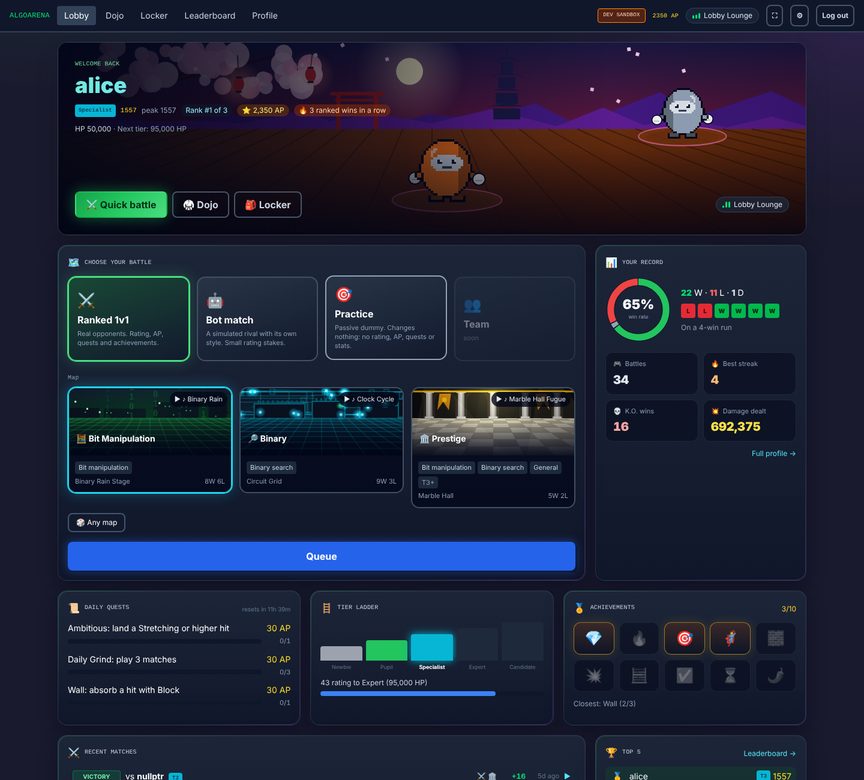 ALGOARENA Lobby Dojo Locker Leaderboard Profile DEV SANDBOX 2350 AP Lobby Lounge Log out
WELCOME BACK
alice
Specialist 1557 peak 1557 Rank #1 of 3 2,350 AP 3 ranked wins in a row
HP 50,000 · Next tier: 95,000 HP
Quick battle Dojo Locker Lobby Lounge
CHOOSE YOUR BATTLE
Ranked 1v1
Real opponents. Rating, AP, quests and achievements.
Bot match
A simulated rival with its own style. Small rating stakes.
Practice
Passive dummy. Changes nothing: no rating, AP, quests or stats.
Team
soon
Map
♪ Binary Rain
Bit Manipulation
Bit manipulation
Binary Rain Stage 9W 6L
♪ Clock Cycle
Binary
Binary search
Circuit Grid 9W 3L
♪ Marble Hall Fugue
Prestige
Bit manipulation Binary search General
T3+
Marble Hall 5W 2L
Any map
Queue
YOUR RECORD
65%
win rate
22 W · 11 L · 1 D
L L W W W W
On a 4-win run
Battles
34
Best streak
4
K.O. wins
16
Damage dealt
692,375
Full profile →
DAILY QUESTS resets in 11h 39m
Ambitious: land a Stretching or higher hit 30 AP
0/1
Daily Grind: play 3 matches 30 AP
0/3
Wall: absorb a hit with Block 30 AP
0/1
TIER LADDER
Newbie Pupil Specialist Expert Candidate
43 rating to Expert (95,000 HP)
ACHIEVEMENTS 3/10
Closest: Wall (2/3)
RECENT MATCHES
VICTORY vs nullptr T3 +16 5d ago
TOP 5 Leaderboard →
alice T3 1557